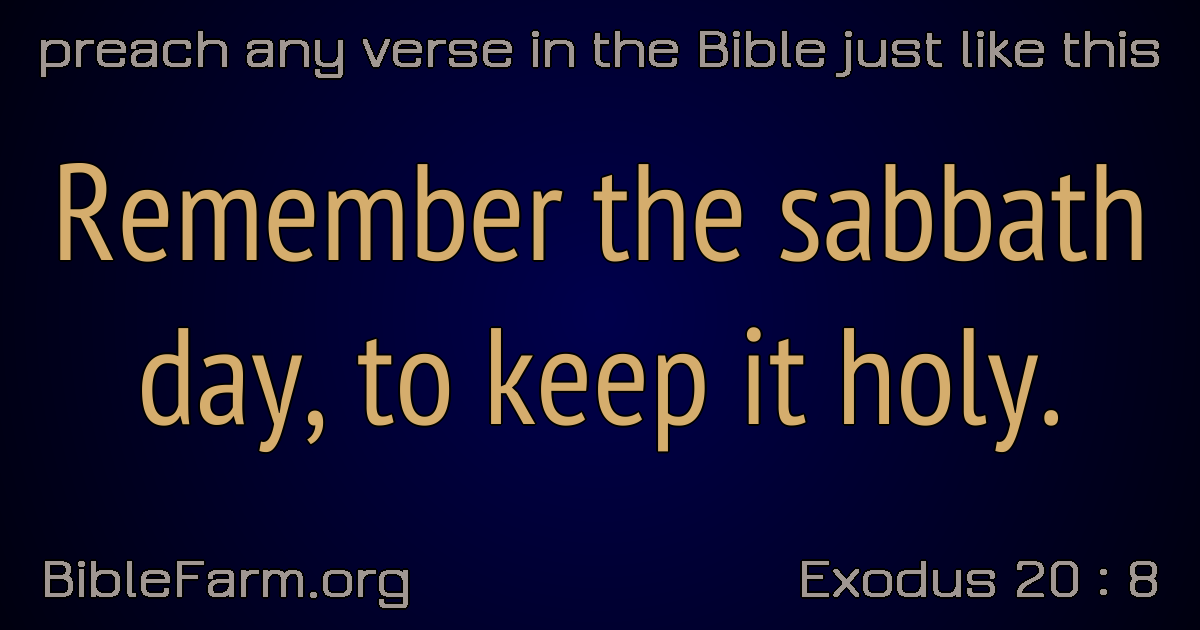 preach any verse in the Bible just like this
Remember the sabbath
day, to keep it holy.
BibleFarm.org
Exodus 20 : 8